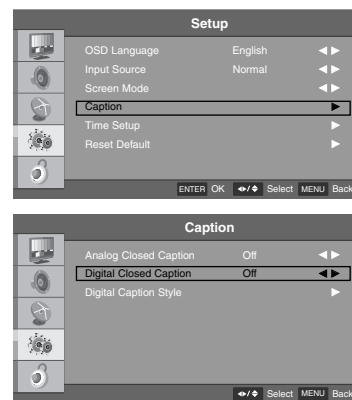 Setup
OSD Language English
Input Source Normal
Screen Mode
Caption
Time Setup
Reset Default
ENTER OK Select MENU Back
Caption
Analog Closed Caption Off
Digital Closed Caption Off
Digital Caption Style
Select MENU Back